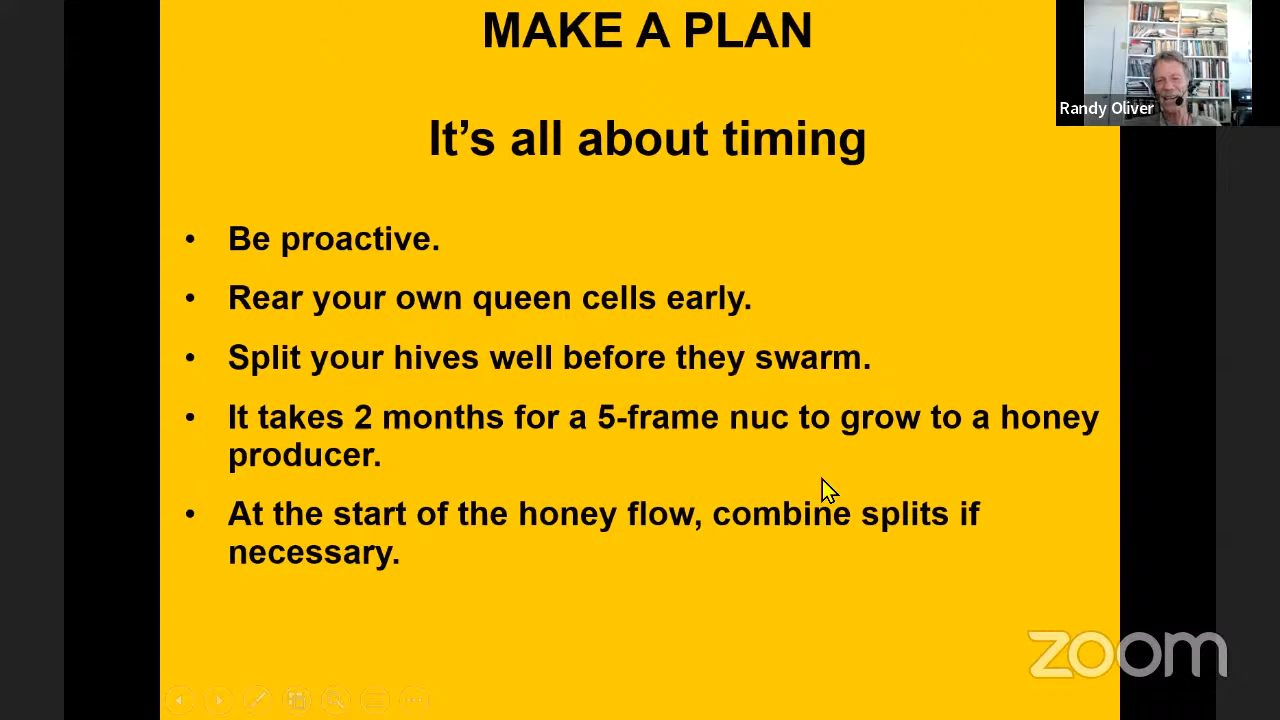 MAKE A PLAN
Randy Oliver
It’s all about timing
• Be proactive.
• Rear your own queen cells early.
• Split your hives well before they swarm.
• It takes 2 months for a 5-frame nuc to grow to a honey
producer.
• At the start of the honey flow, combine splits if
necessary.
zoom